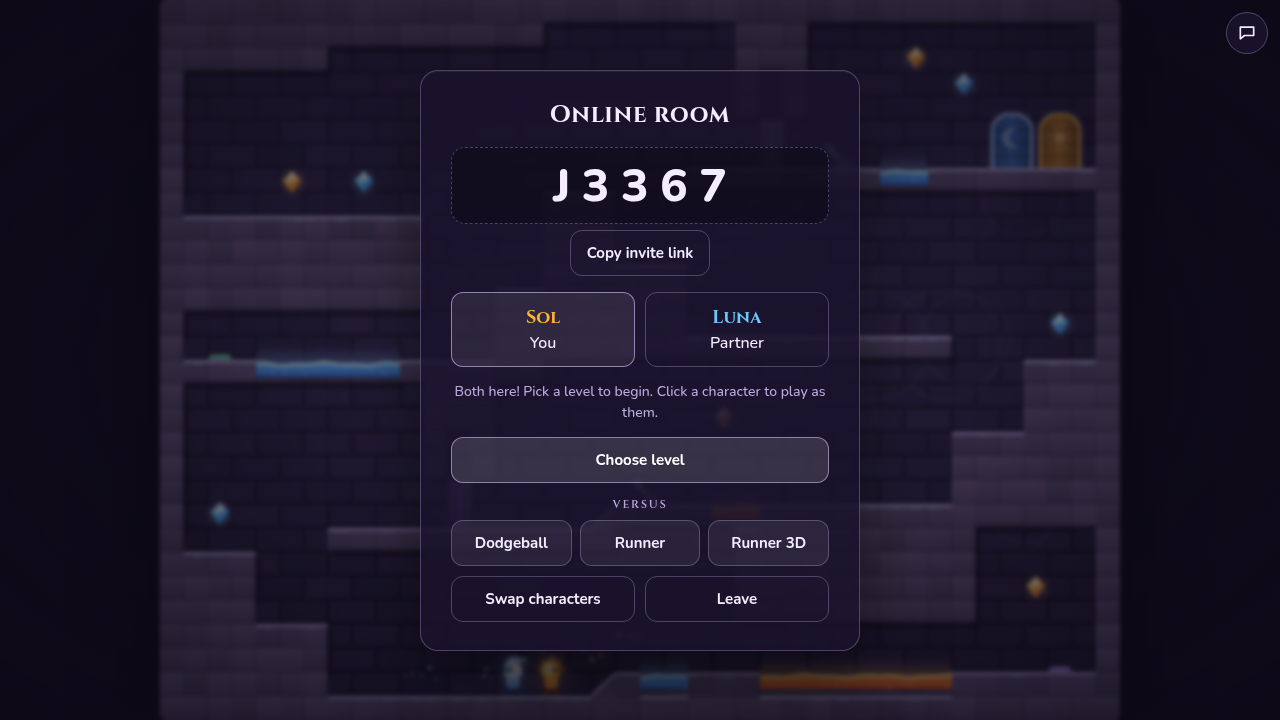 Online room
J3367
Copy invite link
Sol
You
Luna
Partner
Both here! Pick a level to begin. Click a character to play as
them.
Choose level
VERSUS
Dodgeball
Runner
Runner 3D
Swap characters
Leave